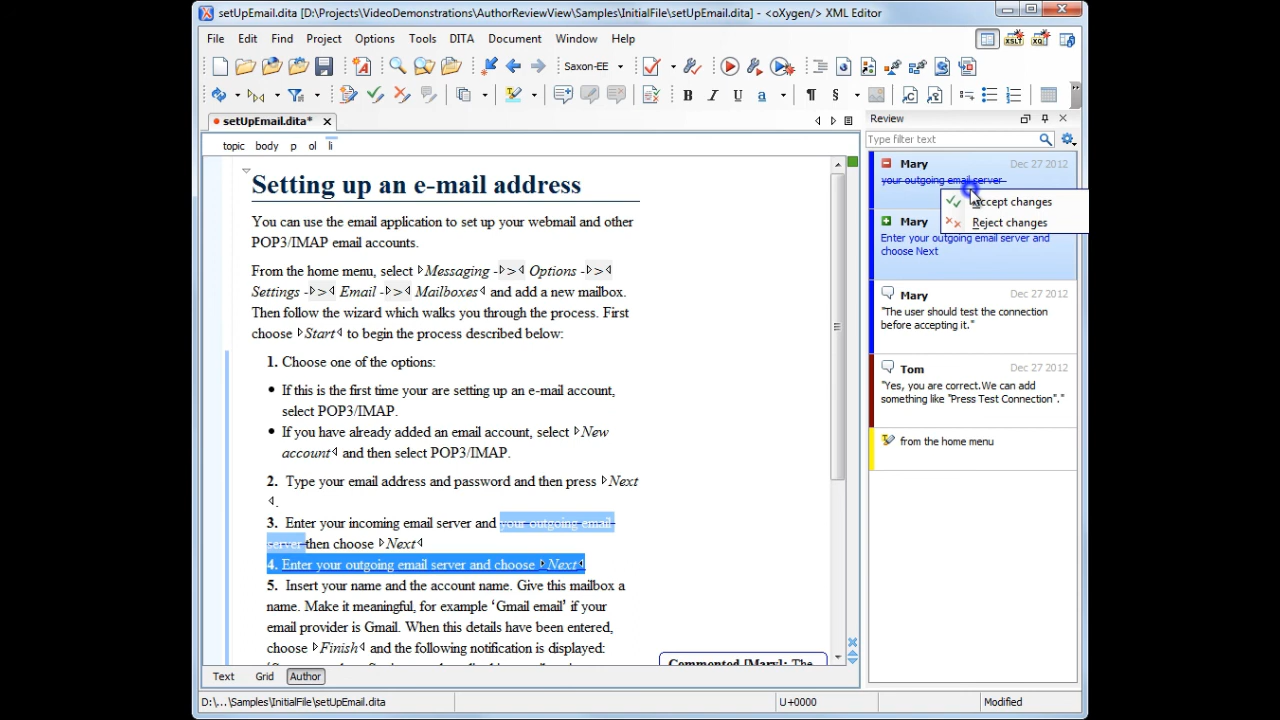 setUpEmail.dita [D:\Projects\VideoDemonstrations\AuthorReviewView\Samples\InitialFile\setUpEmail.dita] - <oXygen/> XML Editor
File Edit Find Project Options Tools DITA Document Window Help
XSLT XQ
Saxon-EE
B I U a ¶ §
setUpEmail.dita*
topic body p ol li
Setting up an e-mail address
You can use the email application to set up your webmail and other
POP3/IMAP email accounts.
From the home menu, select Messaging -> Options ->
Settings -> Email -> Mailboxes and add a new mailbox.
Then follow the wizard which walks you through the process. First
choose Start to begin the process described below:
1. Choose one of the options:
• If this is the first time your are setting up an e-mail account,
select POP3/IMAP.
• If you have already added an email account, select New
account and then select POP3/IMAP.
2. Type your email address and password and then press Next
.
3. Enter your incoming email server and your outgoing email
server then choose Next
4. Enter your outgoing email server and choose Next
5. Insert your name and the account name. Give this mailbox a
name. Make it meaningful, for example ‘Gmail email’ if your
email provider is Gmail. When this details have been entered,
choose Finish and the following notification is displayed:
Commented [Mary]: The
Text Grid Author
D:\...\Samples\InitialFile\setUpEmail.dita U+0000 Modified
Review
Type filter text
Mary Dec 27 2012
your outgoing email server
Accept changes
Reject changes
Mary
Enter your outgoing email server and
choose Next
Mary Dec 27 2012
"The user should test the connection
before accepting it."
Tom Dec 27 2012
"Yes, you are correct.We can add
something like "Press Test Connection"."
from the home menu